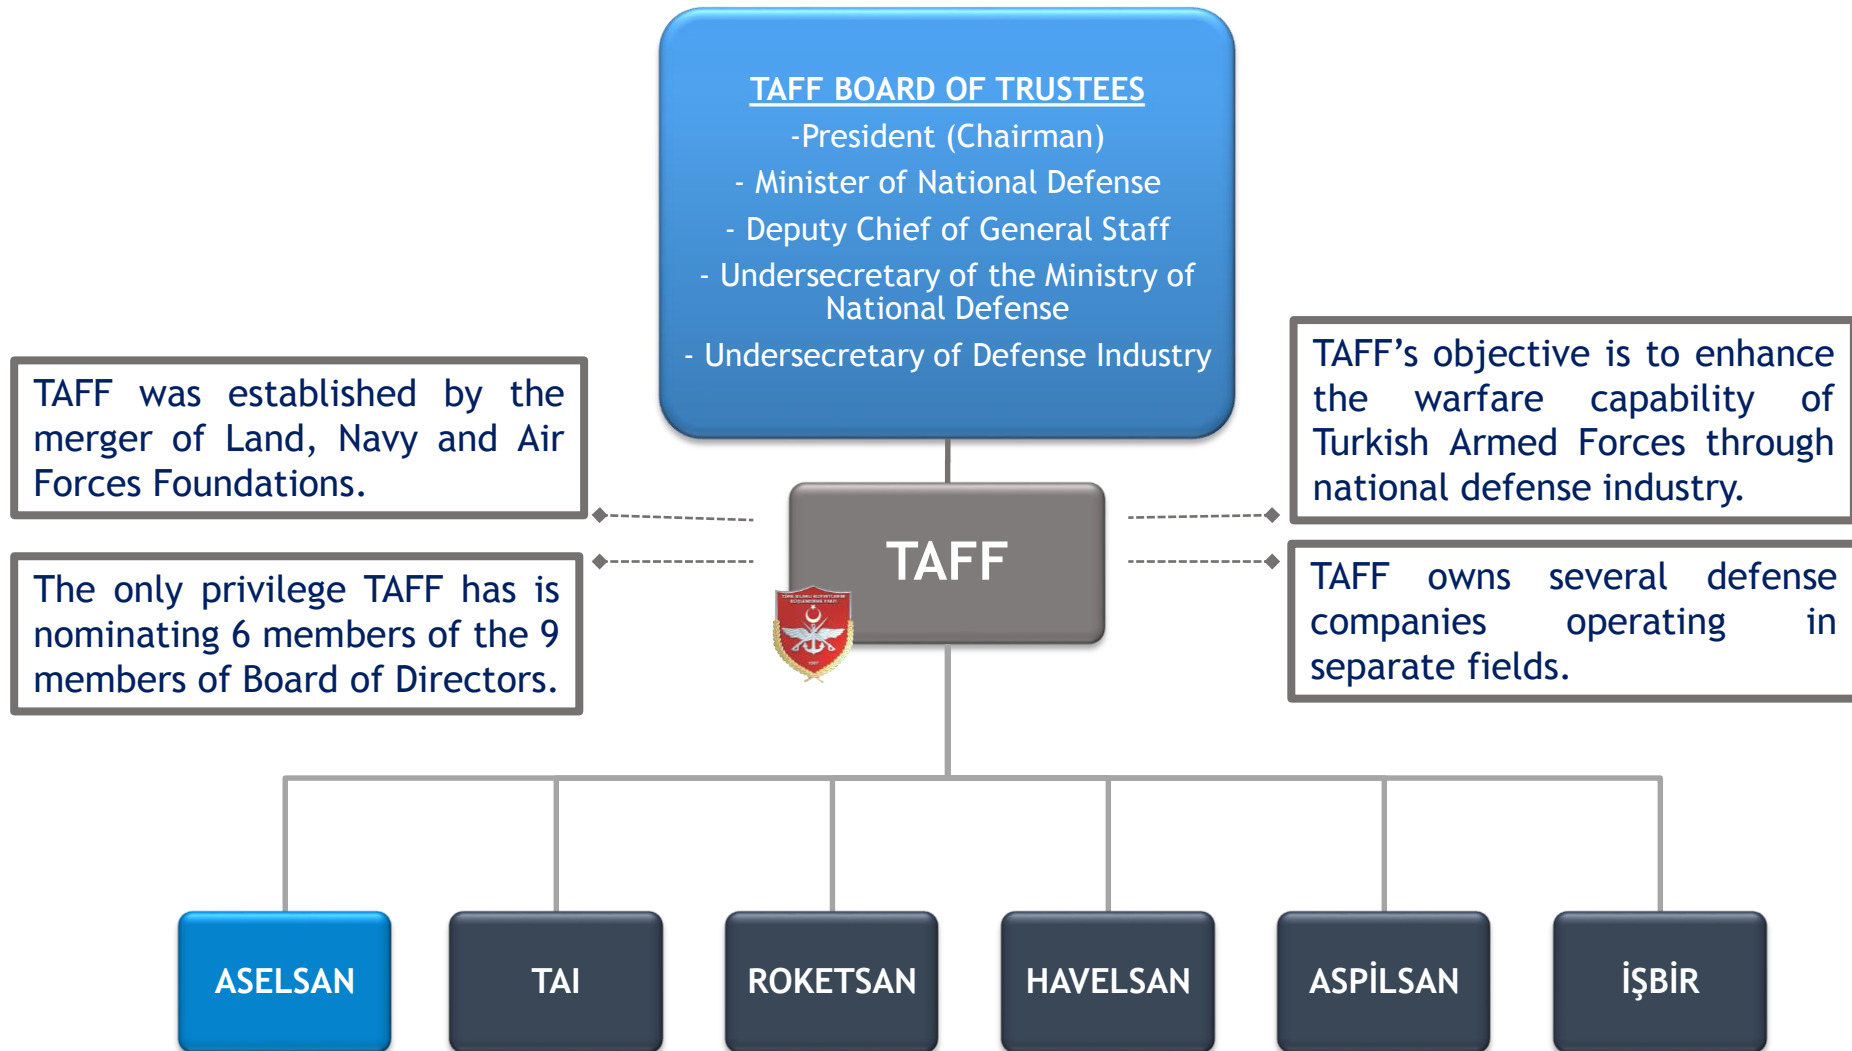 TAFF BOARD OF TRUSTEES
-President (Chairman)
- Minister of National Defense
- Deputy Chief of General Staff
- Undersecretary of the Ministry of
National Defense
- Undersecretary of Defense Industry
TAFF was established by the
merger of Land, Navy and Air
Forces Foundations.
TAFF's objective is to enhance
the warfare capability of
Turkish Armed Forces through
national defense industry.
TAFF
The only privilege TAFF has is
nominating 6 members of the 9
members of Board of Directors.
TAFF owns several defense
companies operating in
separate fields.
ASELSAN
TAI
ROKETSAN
HAVELSAN
ASPİLSAN
İŞBİR